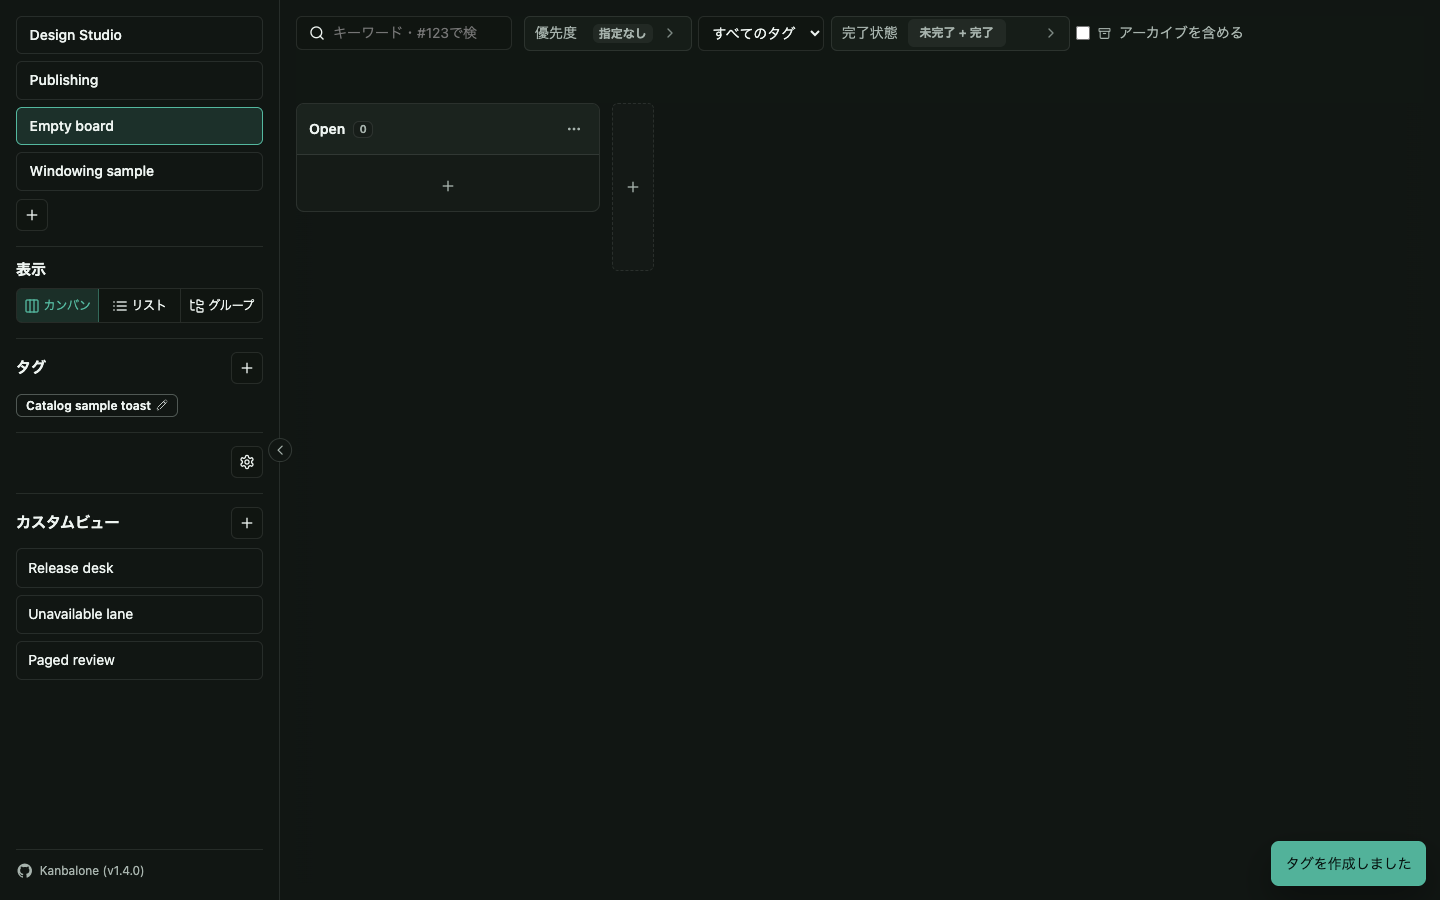 Design Studio
Publishing
Empty board
Windowing sample
表示
カンバン
リスト
グループ
タグ
Catalog sample toast
カスタムビュー
Release desk
Unavailable lane
Paged review
Kanbalone (v1.4.0)
キーワード・#123で検
優先度 指定なし
すべてのタグ
完了状態 未完了 + 完了
アーカイブを含める
Open 0
タグを作成しました